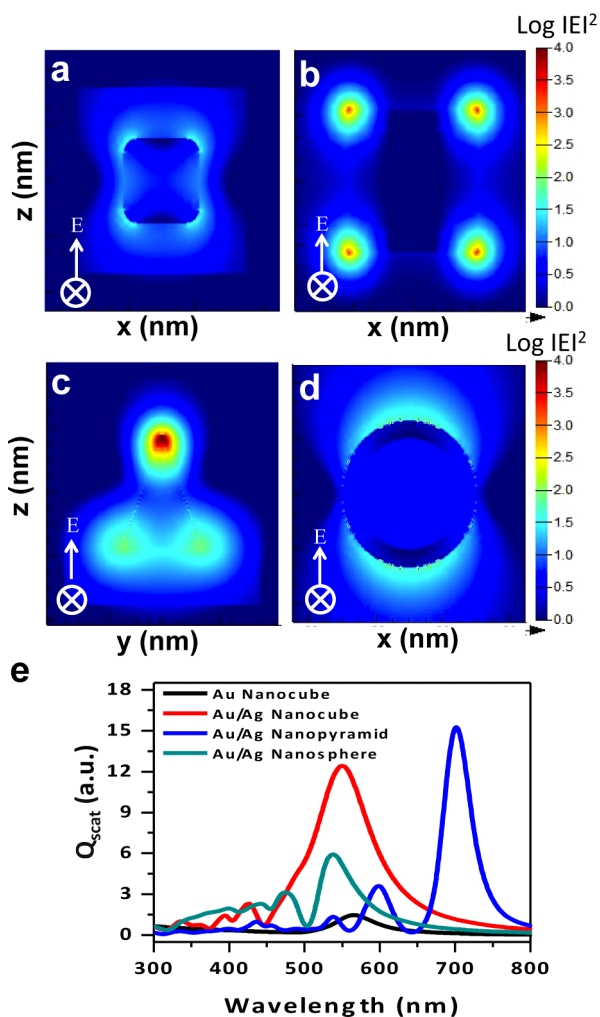 Log IEI²
a
b
4.0
3.5
3.0
2.5
2.0
1.5
1.0
0.5
0.0
z (nm)
E
E
x (nm)
x (nm)
Log IEI²
c
d
4.0
3.5
3.0
2.5
2.0
1.5
1.0
0.5
0.0
z (nm)
E
E
y (nm)
x (nm)
e
18
15
12
9
6
3
0
Q_scat (a.u.)
Au Nanocube
Au/Ag Nanocube
Au/Ag Nanopyramid
Au/Ag Nanosphere
300 400 500 600 700 800
Wavelength (nm)